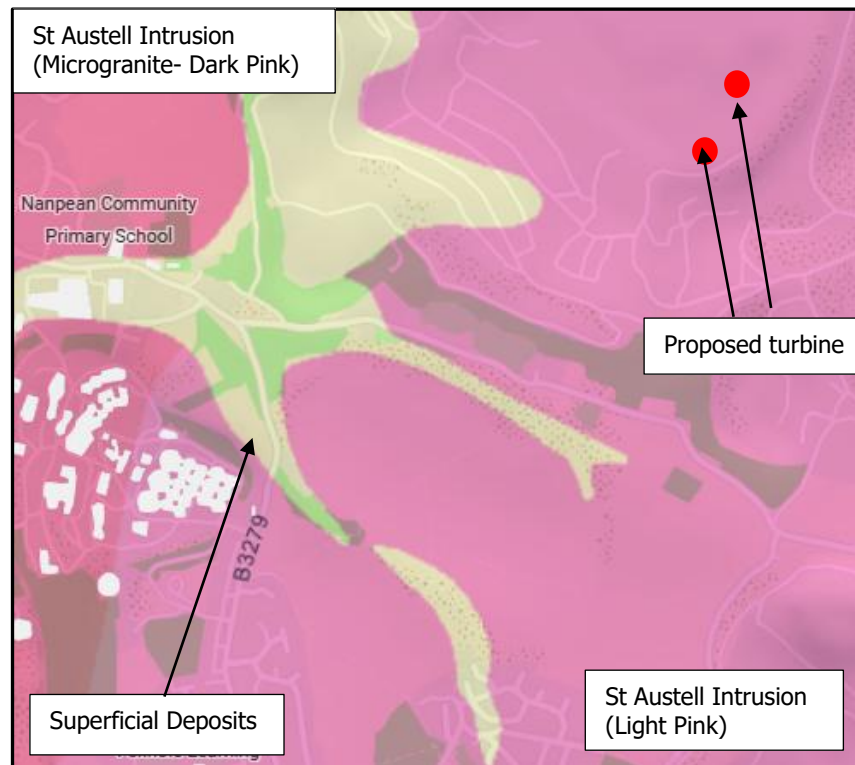 St Austell Intrusion
(Microgranite- Dark Pink)
Nanpean Community
Primary School
Proposed turbine
B3279
Superficial Deposits
St Austell Intrusion
(Light Pink)